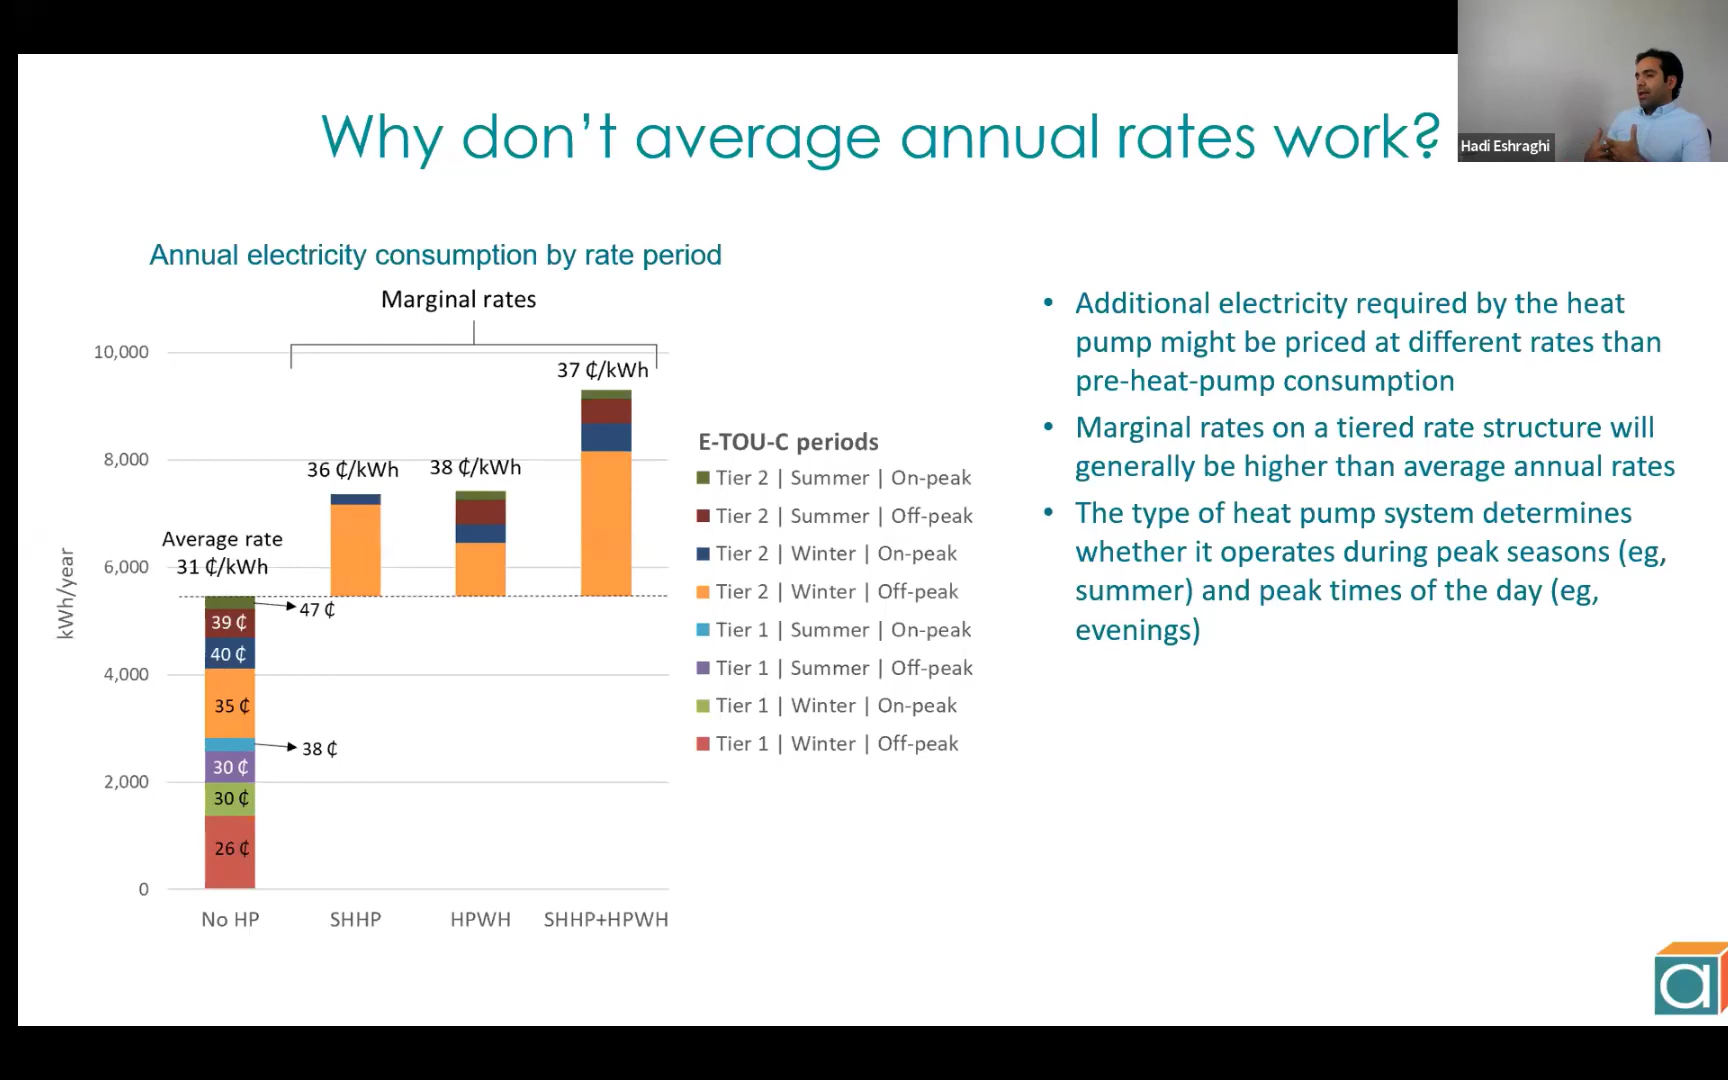 Why don't average annual rates work?
Hadi Eshraghi
Annual electricity consumption by rate period
Marginal rates
10,000
8,000
6,000
4,000
2,000
0
kWh/year
Average rate
31 ₵/kWh
36 ₵/kWh
38 ₵/kWh
37 ₵/kWh
47 ₵
39 ₵
40 ₵
35 ₵
38 ₵
30 ₵
30 ₵
26 ₵
No HP
SHHP
HPWH
SHHP+HPWH
E-TOU-C periods
Tier 2 | Summer | On-peak
Tier 2 | Summer | Off-peak
Tier 2 | Winter | On-peak
Tier 2 | Winter | Off-peak
Tier 1 | Summer | On-peak
Tier 1 | Summer | Off-peak
Tier 1 | Winter | On-peak
Tier 1 | Winter | Off-peak
• Additional electricity required by the heat
pump might be priced at different rates than
pre-heat-pump consumption
• Marginal rates on a tiered rate structure will
generally be higher than average annual rates
• The type of heat pump system determines
whether it operates during peak seasons (eg,
summer) and peak times of the day (eg,
evenings)
a